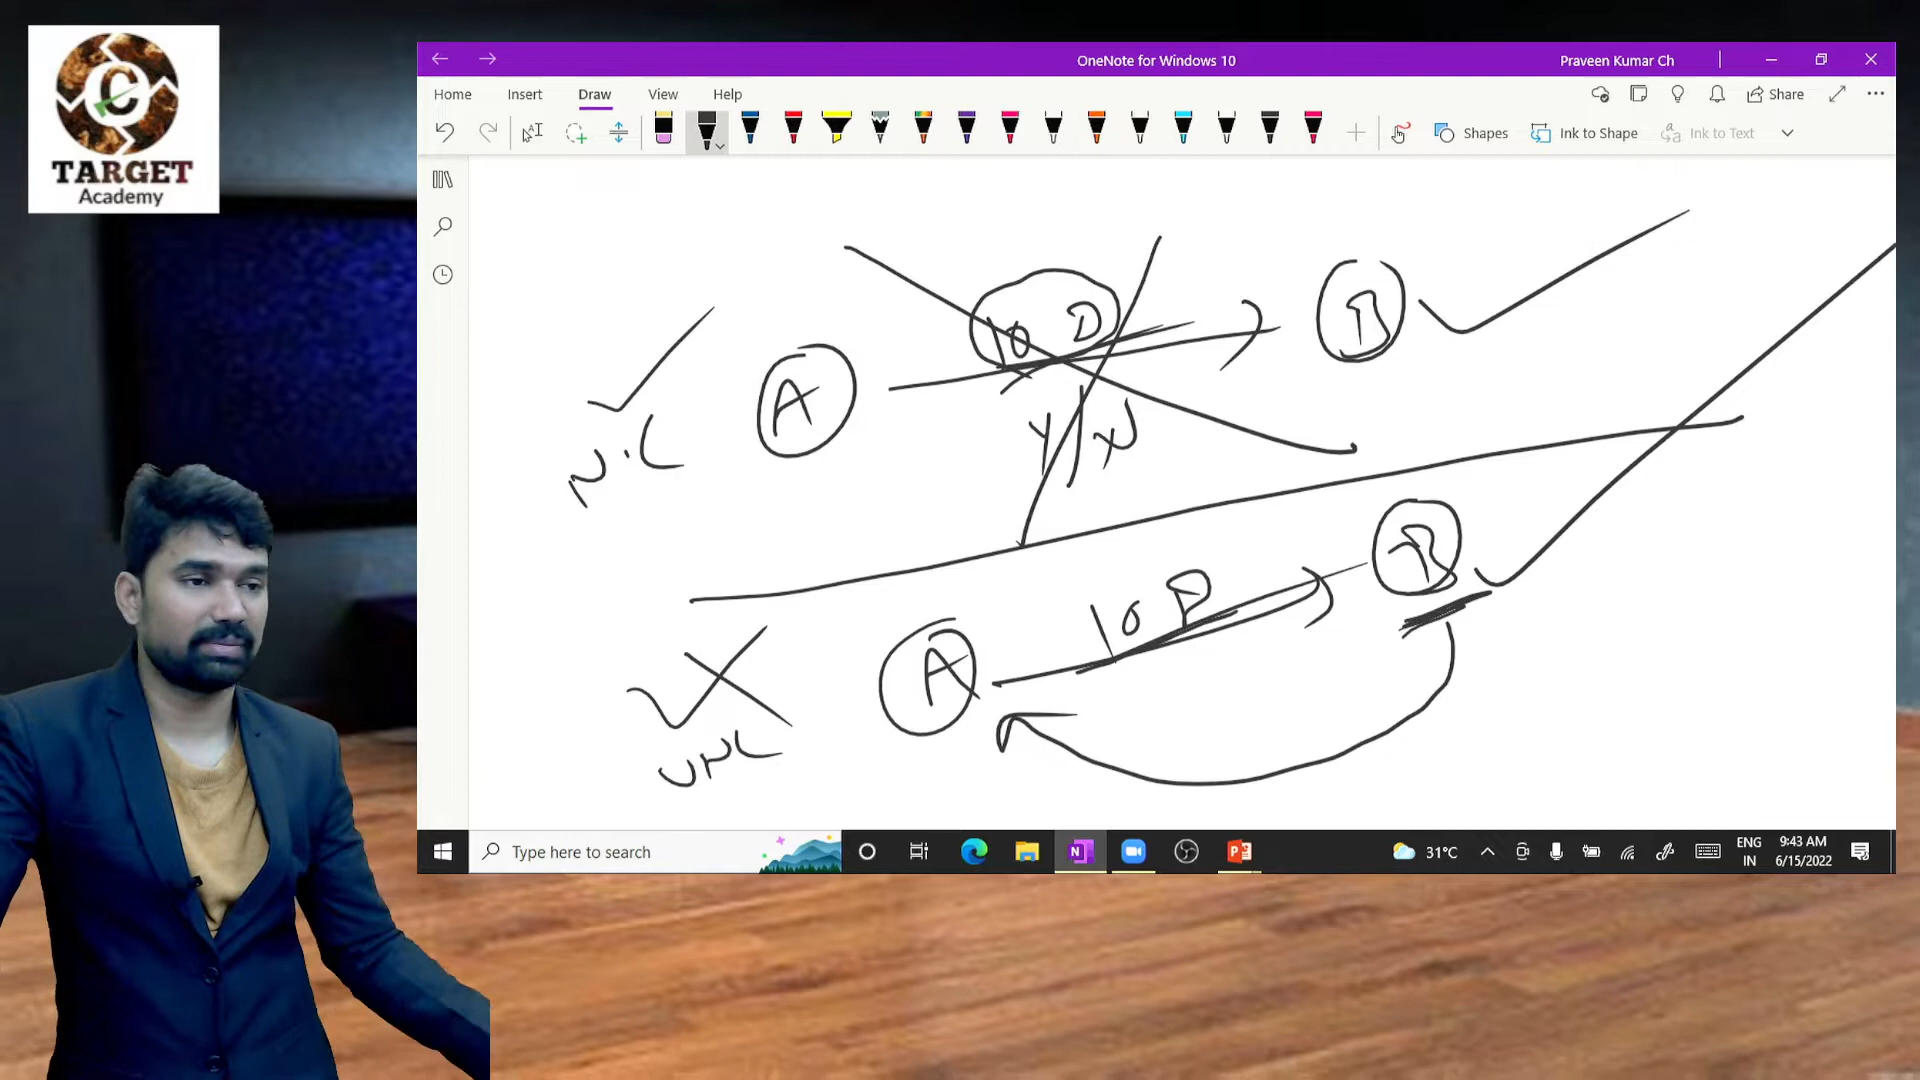 TARGET
Academy
OneNote for Windows 10
Praveen Kumar Ch
Home Insert Draw View Help
Share
Shapes
Ink to Shape
Ink to Text
10 D
B
A
Y/X
N.C
10 D
B
A
UNC
Type here to search
31°C
ENG
IN
9:43 AM
6/15/2022